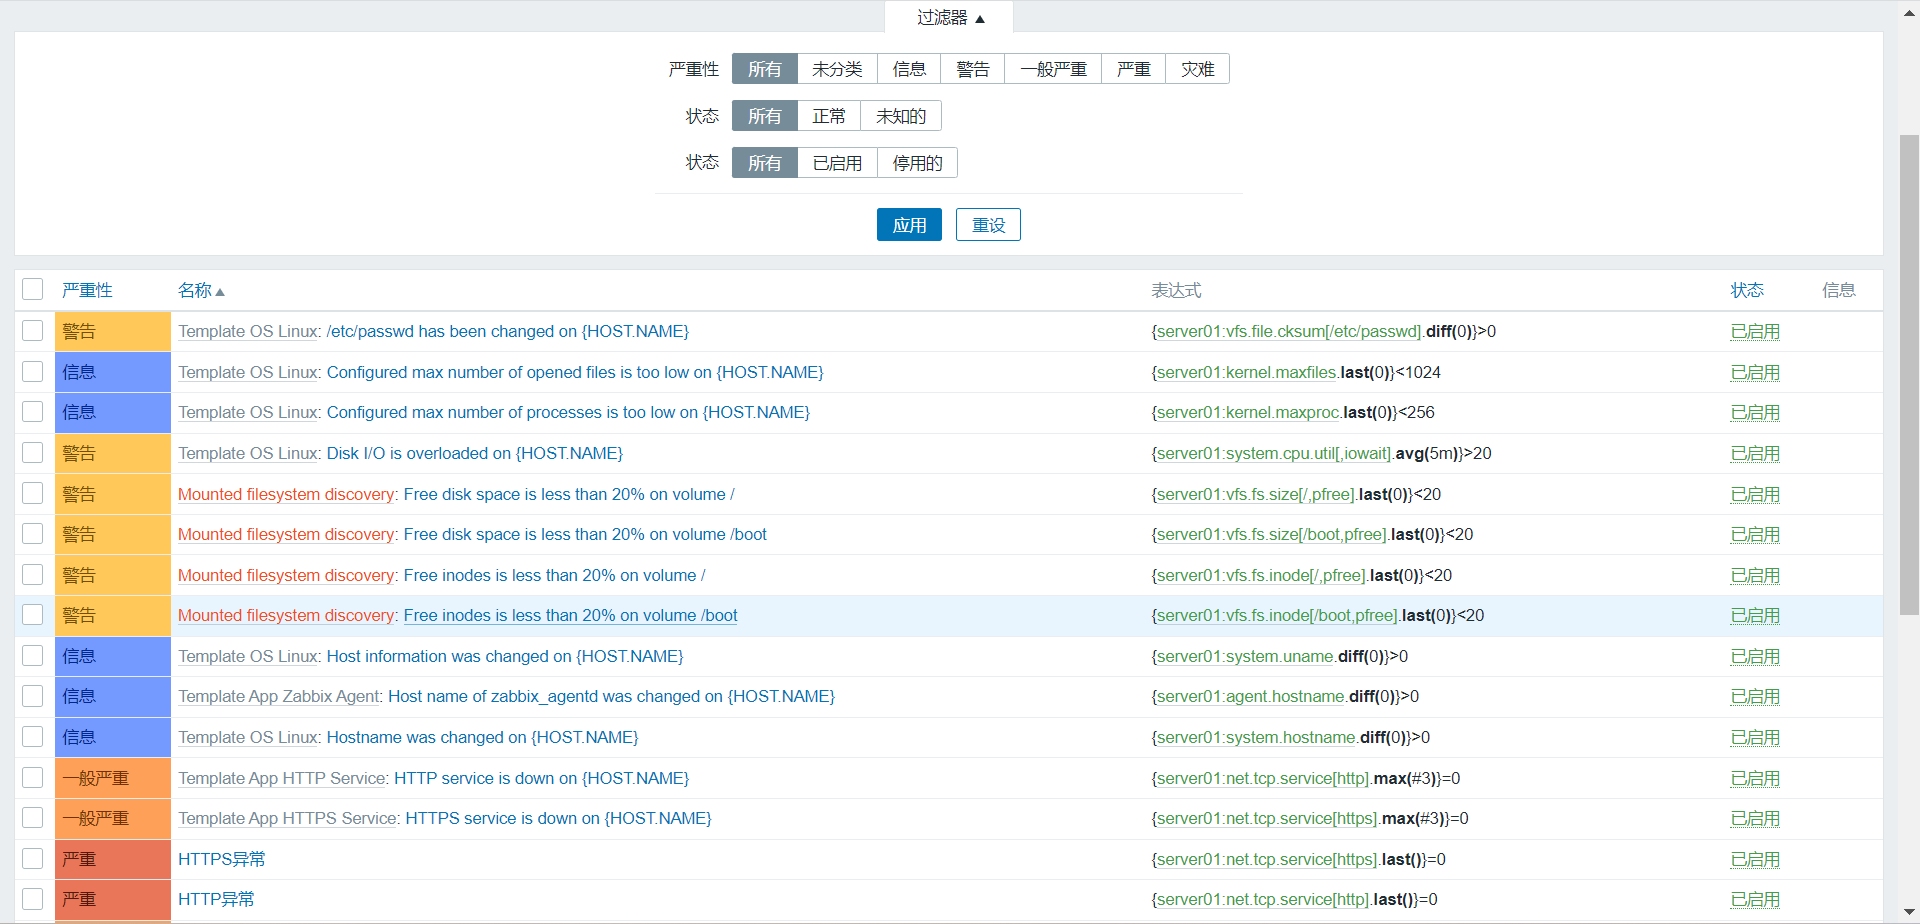 过滤器 ▲
严重性 所有 未分类 信息 警告 一般严重 严重 灾难
状态 所有 正常 未知的
状态 所有 已启用 停用的
应用 重设
严重性 名称▲ 表达式 状态 信息
警告 Template OS Linux: /etc/passwd has been changed on {HOST.NAME} {server01:vfs.file.cksum[/etc/passwd].diff(0)}>0 已启用
信息 Template OS Linux: Configured max number of opened files is too low on {HOST.NAME} {server01:kernel.maxfiles.last(0)}<1024 已启用
信息 Template OS Linux: Configured max number of processes is too low on {HOST.NAME} {server01:kernel.maxproc.last(0)}<256 已启用
警告 Template OS Linux: Disk I/O is overloaded on {HOST.NAME} {server01:system.cpu.util[,iowait].avg(5m)}>20 已启用
警告 Mounted filesystem discovery: Free disk space is less than 20% on volume / {server01:vfs.fs.size[/,pfree].last(0)}<20 已启用
警告 Mounted filesystem discovery: Free disk space is less than 20% on volume /boot {server01:vfs.fs.size[/boot,pfree].last(0)}<20 已启用
警告 Mounted filesystem discovery: Free inodes is less than 20% on volume / {server01:vfs.fs.inode[/,pfree].last(0)}<20 已启用
警告 Mounted filesystem discovery: Free inodes is less than 20% on volume /boot {server01:vfs.fs.inode[/boot,pfree].last(0)}<20 已启用
信息 Template OS Linux: Host information was changed on {HOST.NAME} {server01:system.uname.diff(0)}>0 已启用
信息 Template App Zabbix Agent: Host name of zabbix_agentd was changed on {HOST.NAME} {server01:agent.hostname.diff(0)}>0 已启用
信息 Template OS Linux: Hostname was changed on {HOST.NAME} {server01:system.hostname.diff(0)}>0 已启用
一般严重 Template App HTTP Service: HTTP service is down on {HOST.NAME} {server01:net.tcp.service[http].max(#3)}=0 已启用
一般严重 Template App HTTPS Service: HTTPS service is down on {HOST.NAME} {server01:net.tcp.service[https].max(#3)}=0 已启用
严重 HTTPS异常 {server01:net.tcp.service[https].last()}=0 已启用
严重 HTTP异常 {server01:net.tcp.service[http].last()}=0 已启用